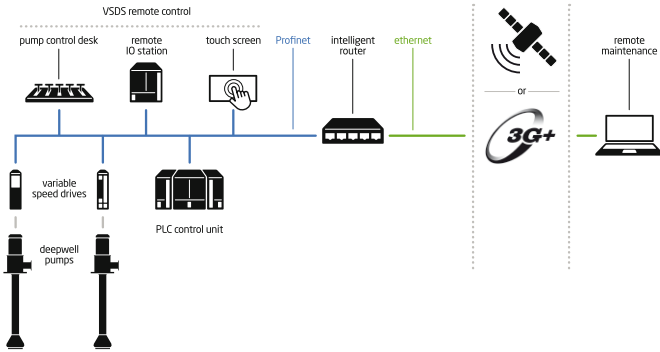 VSDS remote control
pump control desk
remote
IO station
touch screen
Profinet
intelligent
router
ethernet
or
3G+
remote
maintenance
variable
speed drives
PLC control unit
deepwell
pumps